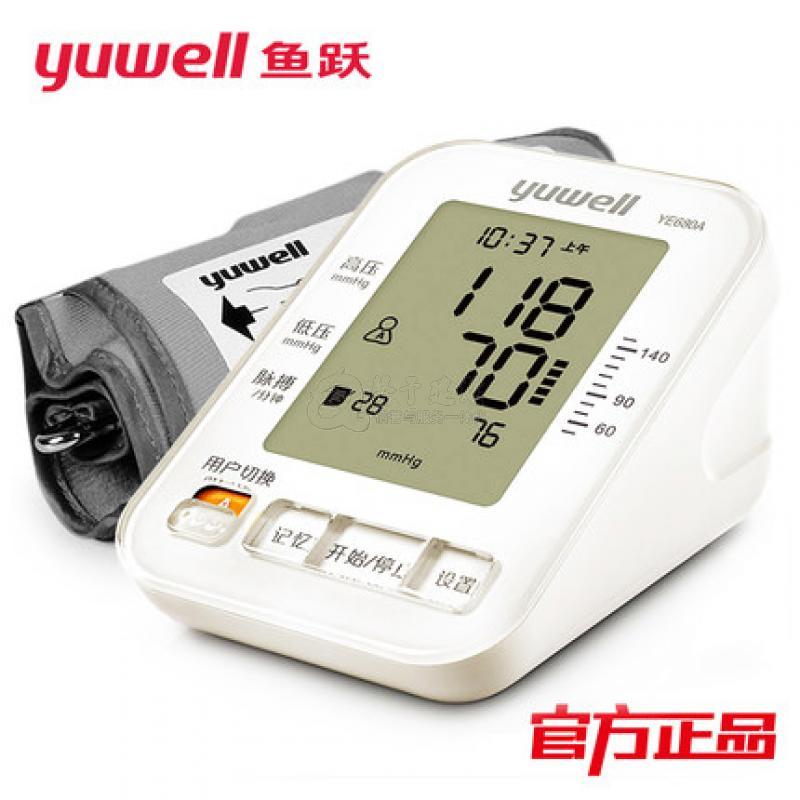 yuwell 鱼跃
yuwell
YE680A
yuwell
10:37 上午
高压
mmHg
118
低压
mmHg
70
脉搏
/分钟
28
76
mmHg
140
90
60
用户切换
A
记忆
开始/停止
设置
官方正品